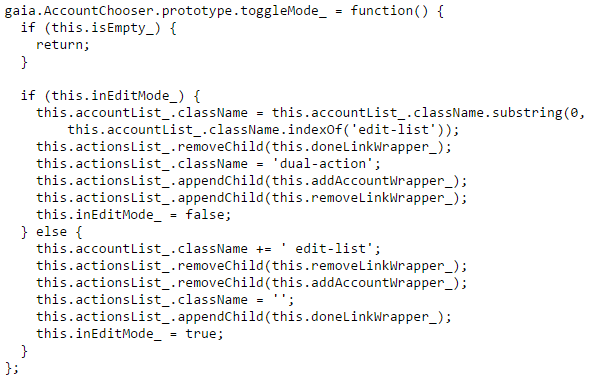 gaia.AccountChooser.prototype.toggleMode_ = function() {
  if (this.isEmpty_) {
    return;
  }

  if (this.inEditMode_) {
    this.accountList_.className = this.accountList_.className.substring(0,
        this.accountList_.className.indexOf('edit-list'));
    this.actionsList_.removeChild(this.doneLinkWrapper_);
    this.actionsList_.className = 'dual-action';
    this.actionsList_.appendChild(this.addAccountWrapper_);
    this.actionsList_.appendChild(this.removeLinkWrapper_);
    this.inEditMode_ = false;
  } else {
    this.accountList_.className += ' edit-list';
    this.actionsList_.removeChild(this.removeLinkWrapper_);
    this.actionsList_.removeChild(this.addAccountWrapper_);
    this.actionsList_.className = '';
    this.actionsList_.appendChild(this.doneLinkWrapper_);
    this.inEditMode_ = true;
  }
};